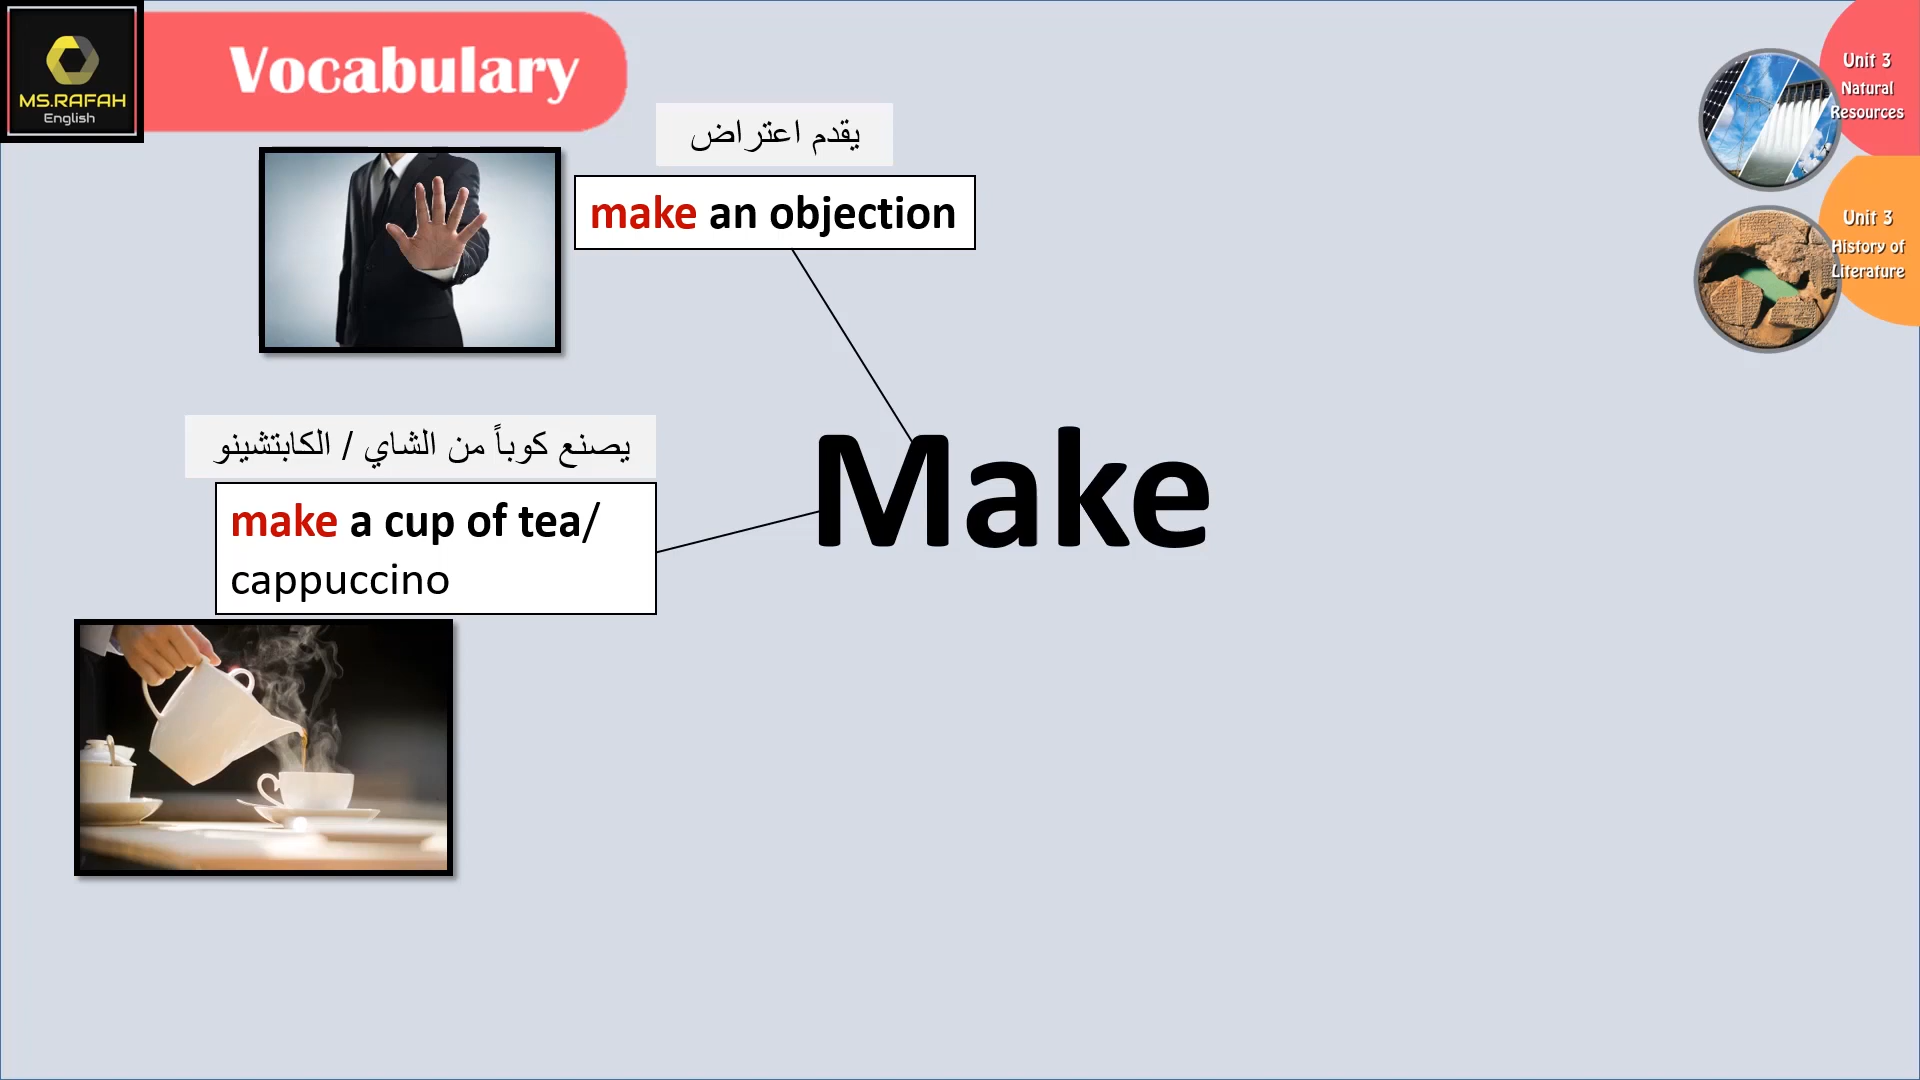 MS.RAFAH
English
Vocabulary
Unit 3
Natural
Resources
Unit 3
History of
Literature
يقدم اعتراض
make an objection
يصنع كوباً من الشاي / الكابتشينو
make a cup of tea/
cappuccino
Make